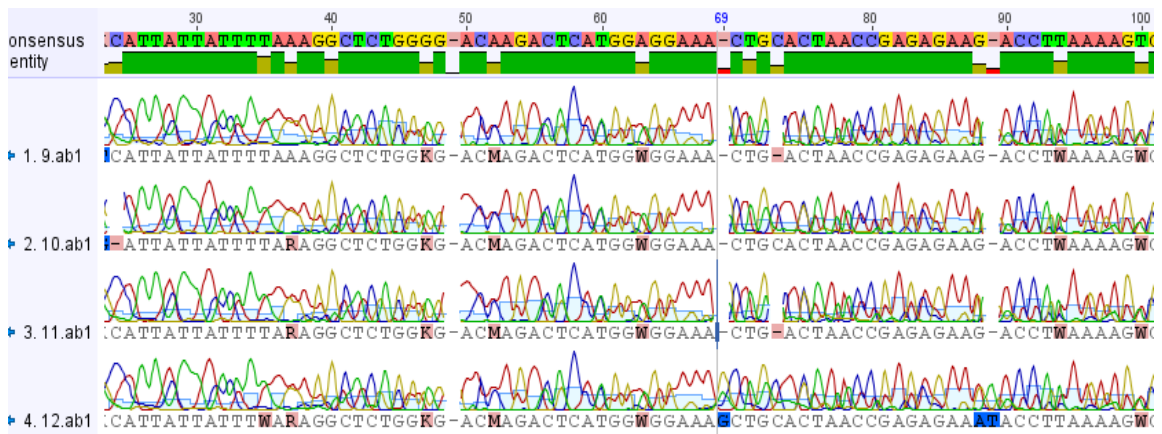 30 40 50 60 69 80 90 100
onsensus CATTATTATTTTAAAGGCTCTGGGG-ACAAGACTCATGGAGGAAA-CTGCACTAACCGAGAGAAG-ACCTTAAAAGTG
entity
1. 9.ab1 CATTATTATTTTAAAGGCTCTGGKG-ACMAGACTCATGGWGGAAA-CTG-ACTAACCGAGAGAAG-ACCTWAAAAGW
2. 10.ab1 -ATTATTATTTTARAGGCTCTGGKG-ACMAGACTCATGGWGGAAA-CTGCACTAACCGAGAGAAG-ACCTWAAAAGW
3. 11.ab1 CATTATTATTTTARAGGCTCTGGKG-ACMAGACTCATGGWGGAAA-CTG-ACTAACCGAGAGAAG-ACCTWAAAAGW
4. 12.ab1 CATTATTATTTWARAGGCTCTGGKG-ACMAGACTCATGGWGGAAAGCTGCACTAACCGAGAGAAATACCTWAAAAGW